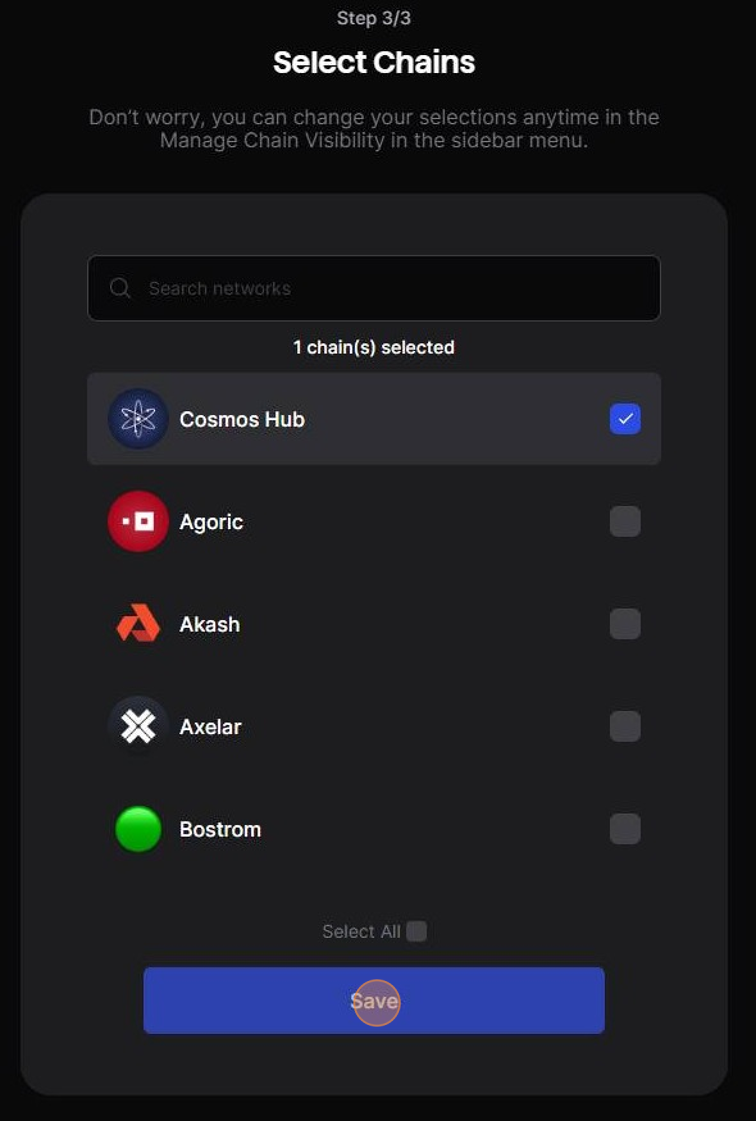 Step 3/3
Select Chains
Don’t worry, you can change your selections anytime in the
Manage Chain Visibility in the sidebar menu.
Search networks
1 chain(s) selected
Cosmos Hub
Agoric
Akash
Axelar
Bostrom
Select All
Save